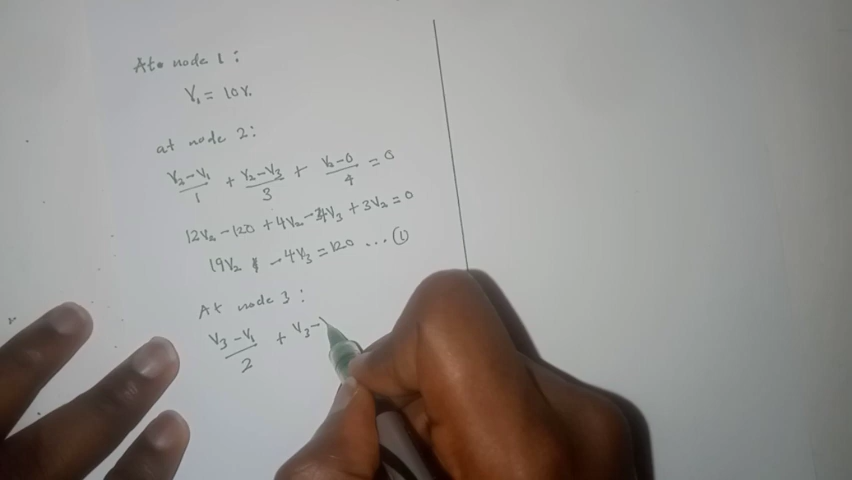 At node 1:
V₁ = 10V.
at node 2:
(V₂-V₁)/1 + (V₂-V₃)/3 + (V₂-0)/4 = 0
12V₂ - 120 + 4V₂ - 4V₃ + 3V₂ = 0
19V₂ - 4V₃ = 120 ... (1)
At node 3:
(V₃-V₁)/2 + V₃-